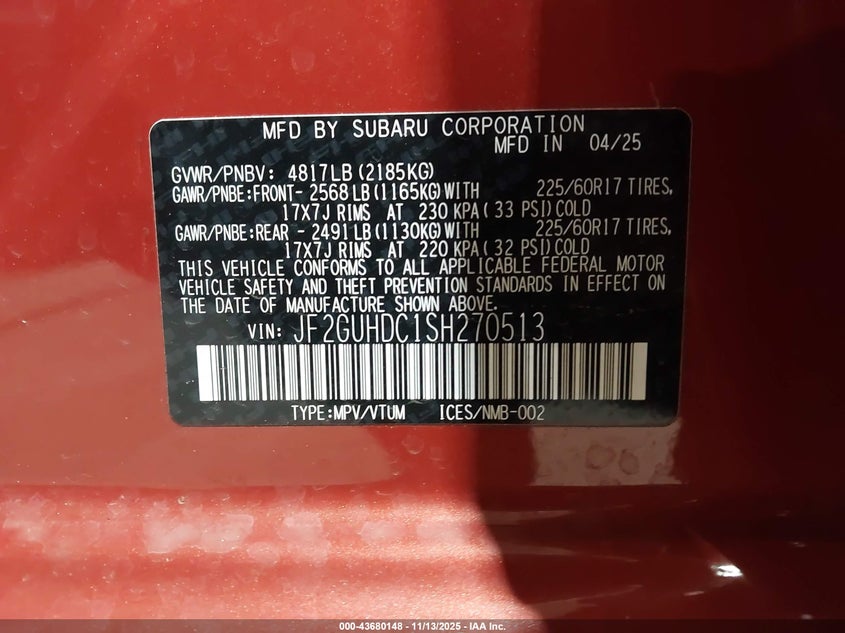 MFD BY SUBARU CORPORATION
MFD IN 04/25
GVWR/PNBV: 4817LB (2185KG)
GAWR/PNBE:FRONT- 2568LB (1165KG) WITH 225/60R17 TIRES,
17X7J RIMS AT 230 KPA( 33 PSI) COLD
GAWR/PNBE:REAR - 2491LB (1130KG) WITH 225/60R17 TIRES,
17X7J RIMS AT 220 KPA( 32 PSI) COLD
THIS VEHICLE CONFORMS TO ALL APPLICABLE FEDERAL MOTOR
VEHICLE SAFETY AND THEFT PREVENTION STANDARDS IN EFFECT ON
THE DATE OF MANUFACTURE SHOWN ABOVE.
VIN: JF2GUHDC1SH270513
TYPE:MPV/VTUM ICES/NMB-002
000-43680148 - 11/13/2025 - IAA Inc.